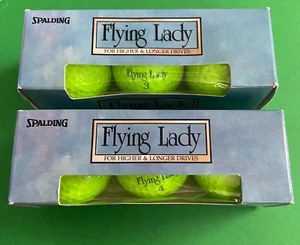 SPALDING
Flying Lady
FOR HIGHER & LONGER DRIVES
Flying Lady
3
SPALDING
Flying Lady
FOR HIGHER & LONGER DRIVES
Flying
4